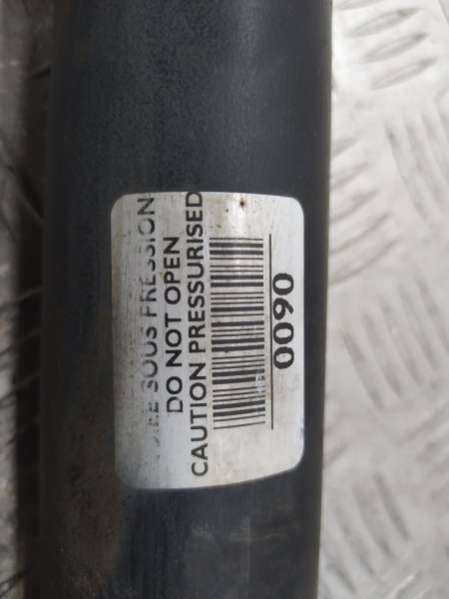 SOUS PRESSION
DO NOT OPEN
CAUTION PRESSURISED
0090